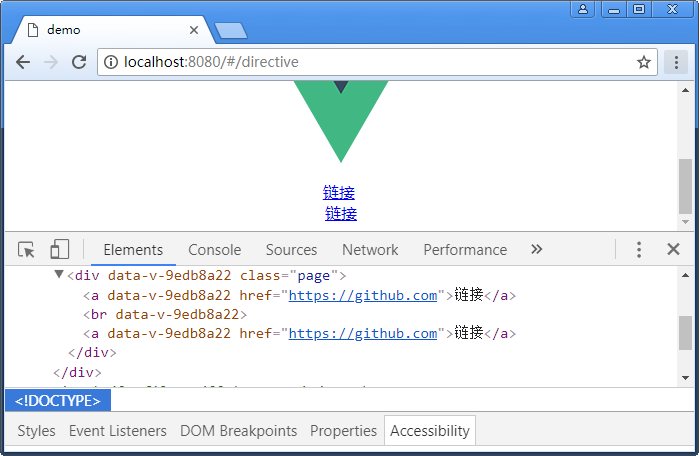 demo
localhost:8080/#/directive
链接
链接
Elements Console Sources Network Performance
<div data-v-9edb8a22 class="page">
<a data-v-9edb8a22 href="https://github.com">链接</a>
<br data-v-9edb8a22>
<a data-v-9edb8a22 href="https://github.com">链接</a>
</div>
<!DOCTYPE>
Styles Event Listeners DOM Breakpoints Properties Accessibility